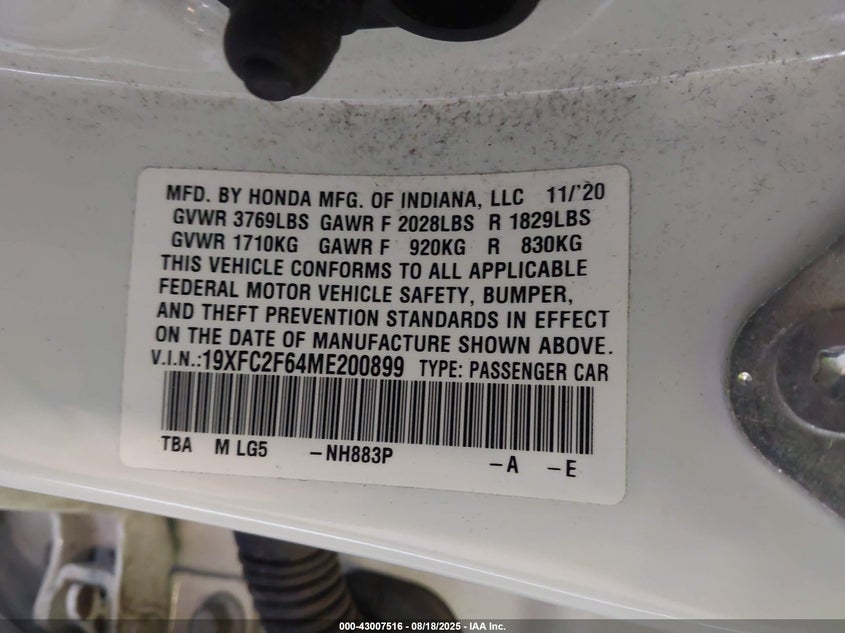 MFD. BY HONDA MFG. OF INDIANA, LLC 11/'20
GVWR 3769LBS GAWR F 2028LBS R 1829LBS
GVWR 1710KG GAWR F 920KG R 830KG
THIS VEHICLE CONFORMS TO ALL APPLICABLE
FEDERAL MOTOR VEHICLE SAFETY, BUMPER,
AND THEFT PREVENTION STANDARDS IN EFFECT
ON THE DATE OF MANUFACTURE SHOWN ABOVE.
V.I.N.:19XFC2F64ME200899 TYPE: PASSENGER CAR
TBA M LG5 -NH883P -A -E
000-43007516 - 08/18/2025 - IAA Inc.